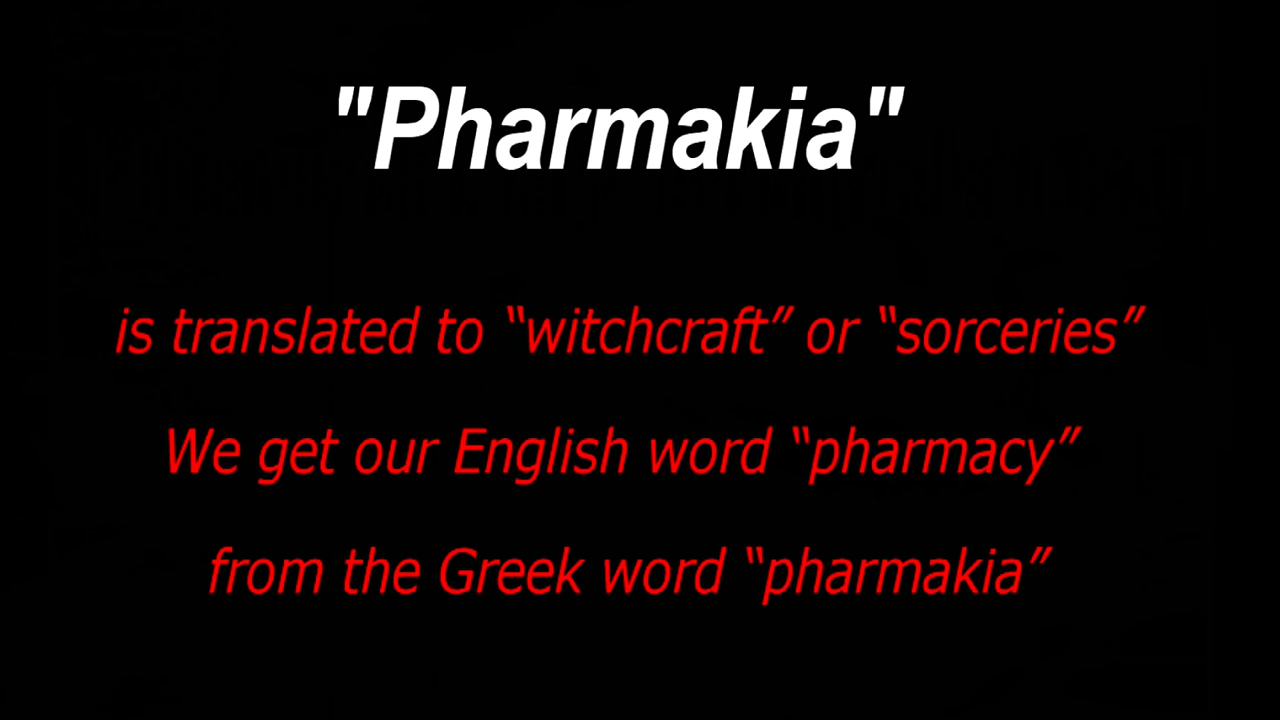 "Pharmakia"
is translated to “witchcraft” or “sorceries”
We get our English word “pharmacy”
from the Greek word “pharmakia”